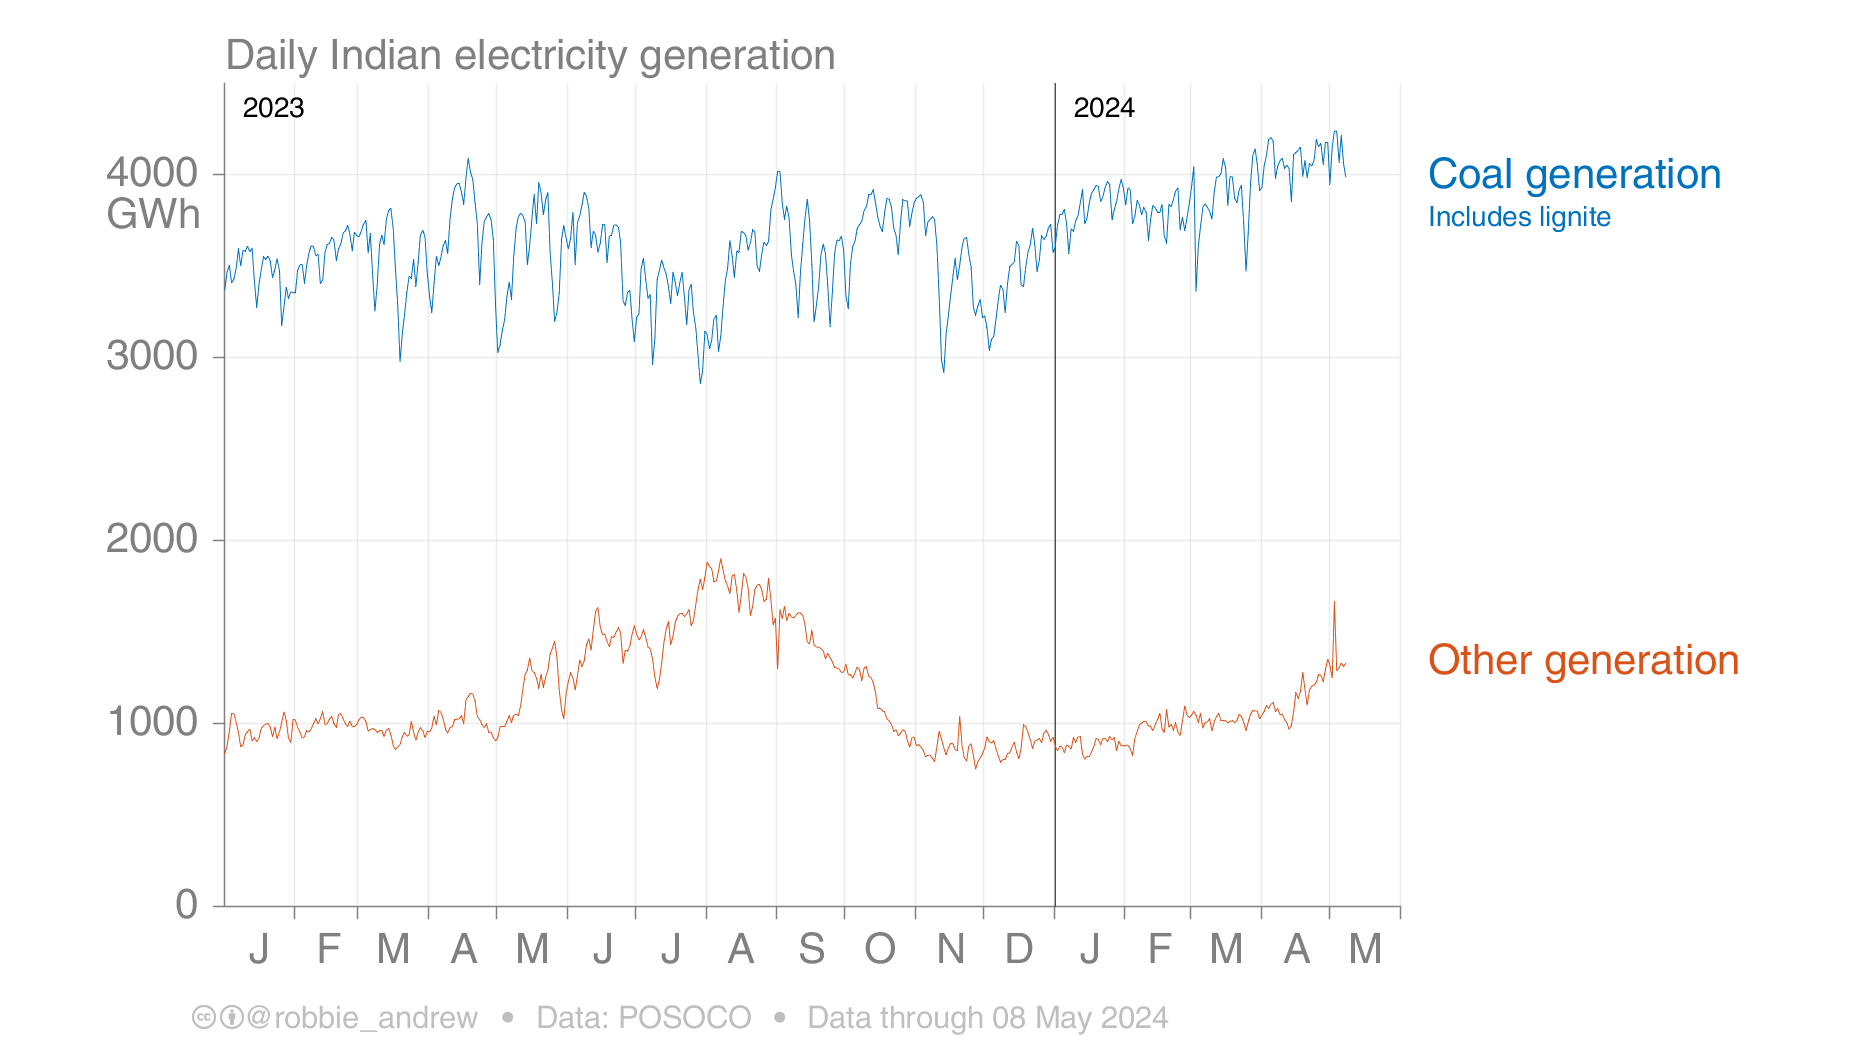 Daily Indian electricity generation
2023
2024
4000
GWh
3000
2000
1000
0
Coal generation
Includes lignite
Other generation
J F M A M J J A S O N D J F M A M
@robbie_andrew • Data: POSOCO • Data through 08 May 2024